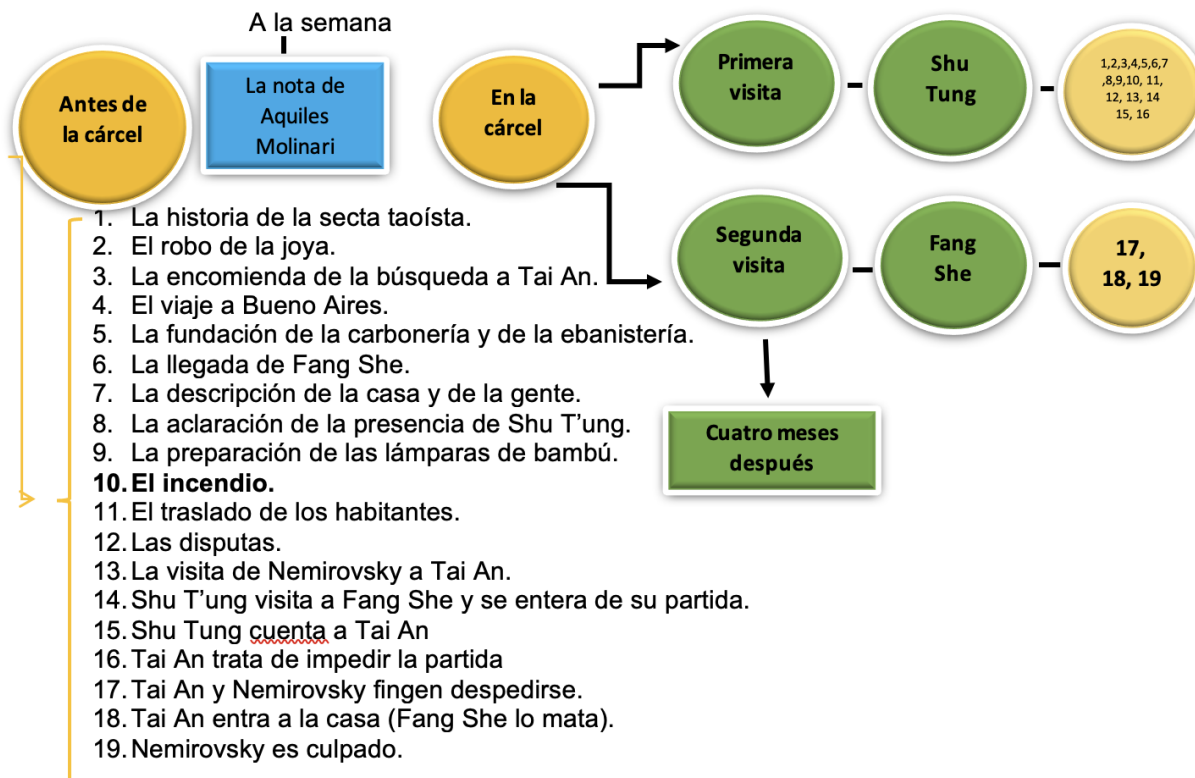 A la semana
Antes de
la cárcel
La nota de
Aquiles
Molinari
En la
cárcel
Primera
visita
Shu
Tung
1,2,3,4,5,6,7
,8,9,10, 11,
12, 13, 14
15, 16
Segunda
visita
Fang
She
17,
18, 19
Cuatro meses
después
1. La historia de la secta taoísta.
2. El robo de la joya.
3. La encomienda de la búsqueda a Tai An.
4. El viaje a Bueno Aires.
5. La fundación de la carbonería y de la ebanistería.
6. La llegada de Fang She.
7. La descripción de la casa y de la gente.
8. La aclaración de la presencia de Shu T’ung.
9. La preparación de las lámparas de bambú.
10. El incendio.
11. El traslado de los habitantes.
12. Las disputas.
13. La visita de Nemirovsky a Tai An.
14. Shu T’ung visita a Fang She y se entera de su partida.
15. Shu Tung cuenta a Tai An
16. Tai An trata de impedir la partida
17. Tai An y Nemirovsky fingen despedirse.
18. Tai An entra a la casa (Fang She lo mata).
19. Nemirovsky es culpado.